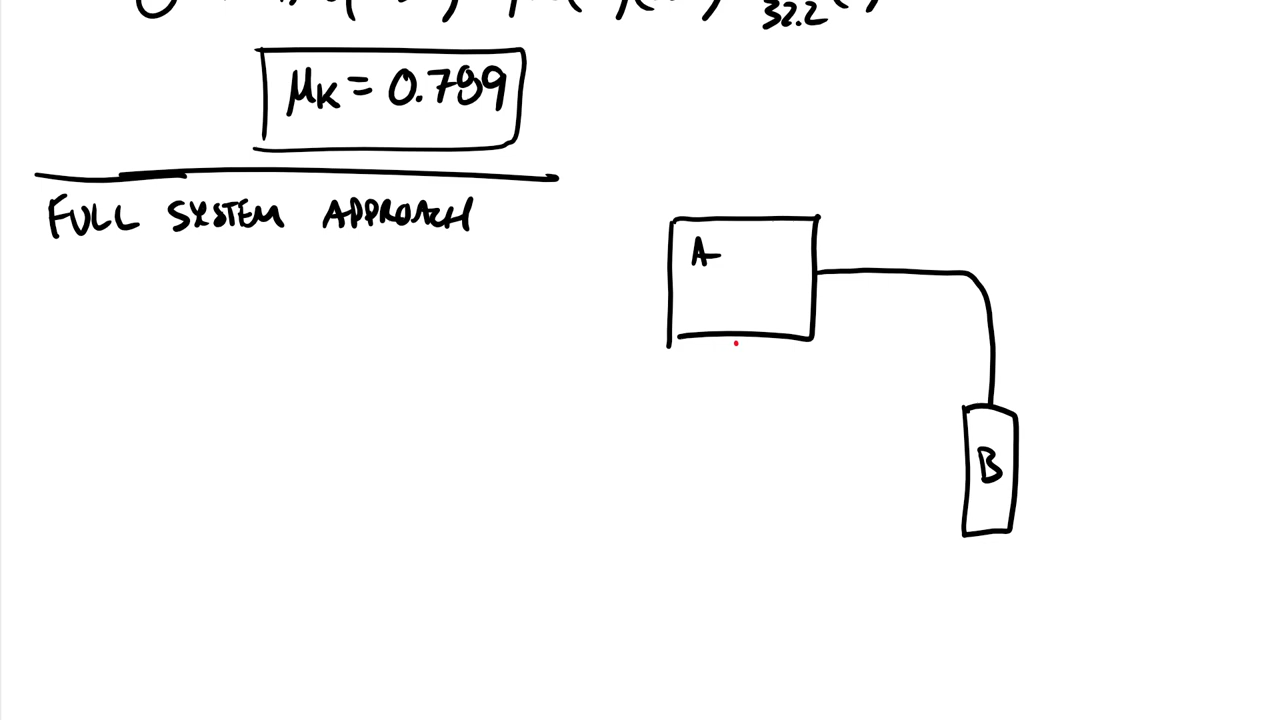 32.2
μK = 0.799
FULL SYSTEM APPROACH
A
B